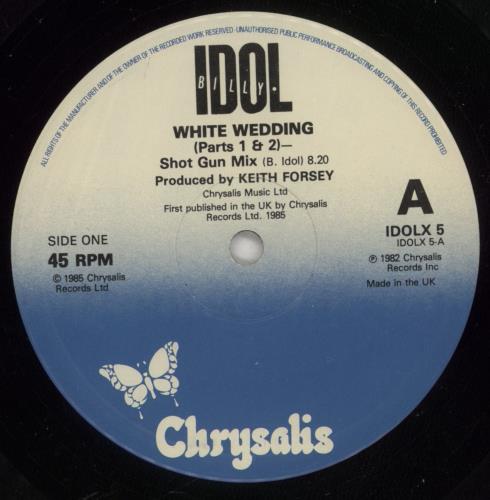 ALL RIGHTS OF THE MANUFACTURER AND OF THE OWNER OF THE RECORDED WORK RESERVED · UNAUTHORISED PUBLIC PERFORMANCE BROADCASTING AND COPYING OF THIS RECORD PROHIBITED
BILLY.
IDOL
WHITE WEDDING
(Parts 1 & 2)—
Shot Gun Mix (B. Idol) 8.20
Produced by KEITH FORSEY
Chrysalis Music Ltd
First published in the UK by Chrysalis
Records Ltd. 1985
SIDE ONE
45 RPM
© 1985 Chrysalis
Records Ltd
A
IDOLX 5
IDOLX 5-A
℗ 1982 Chrysalis
Records Inc
Made in the UK
Chrysalis